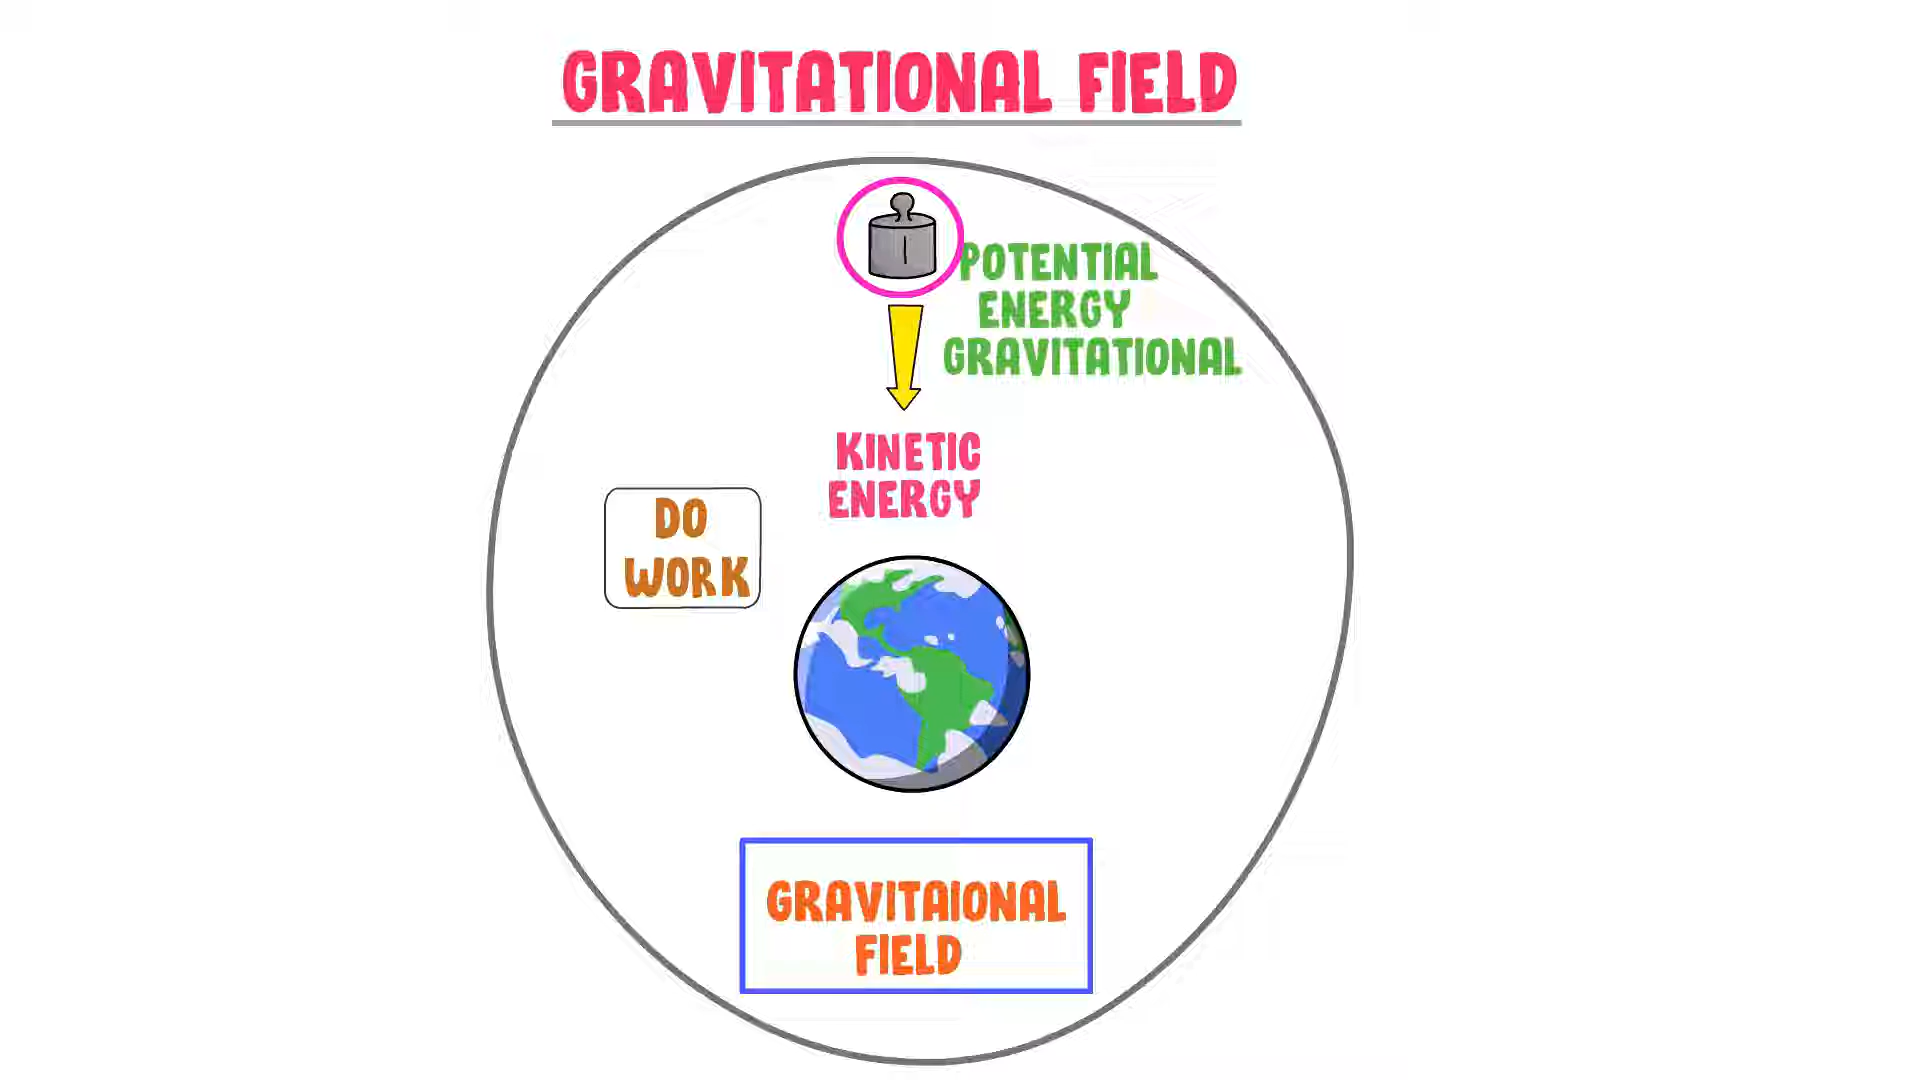 GRAVITATIONAL FIELD
POTENTIAL
ENERGY
GRAVITATIONAL
KINETIC
ENERGY
DO
WORK
GRAVITAIONAL
FIELD